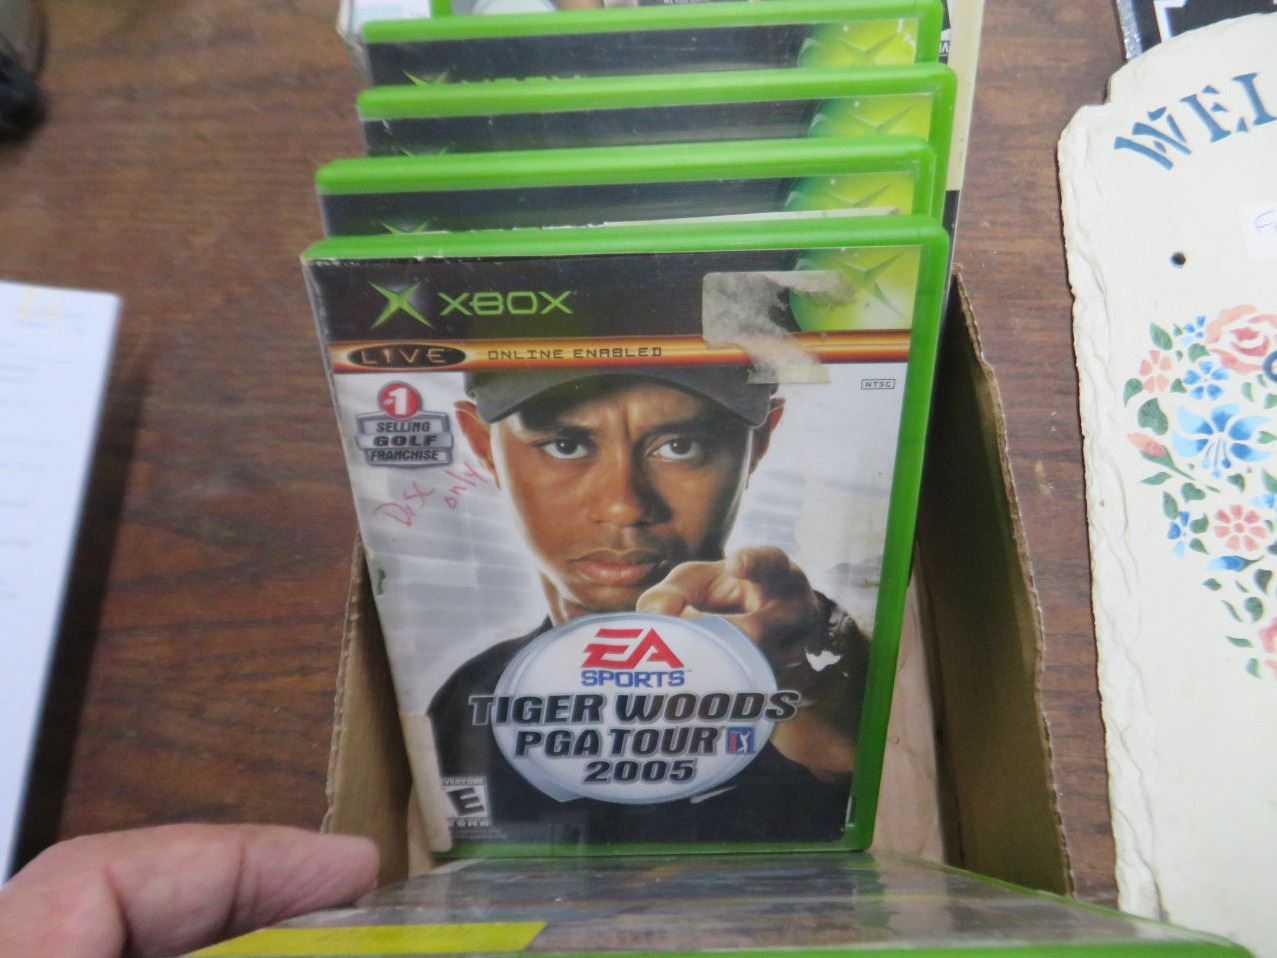 WEL
XBOX
LIVE ONLINE ENABLED
NTSC
#1
SELLING
GOLF
FRANCHISE
Disc only
EA
SPORTS
TIGER WOODS
PGA TOUR
2005
EVERYONE
E